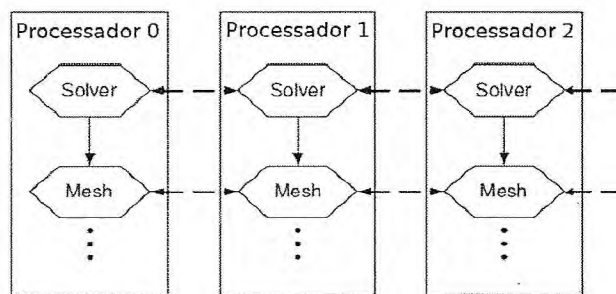 Processador 0
Processador 1
Processador 2
Solver
Solver
Solver
Mesh
Mesh
Mesh